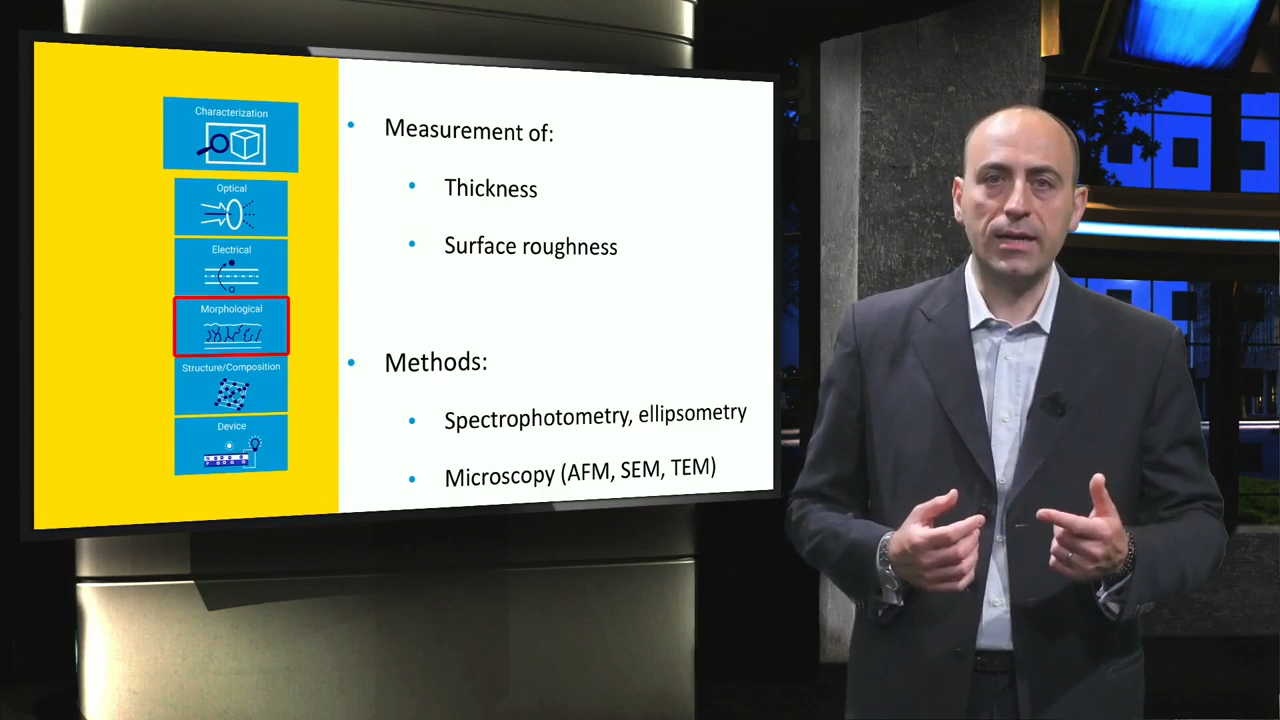 Characterization
Optical
Electrical
Morphological
Structure/Composition
Device
Measurement of:
Thickness
Surface roughness
Methods:
Spectrophotometry, ellipsometry
Microscopy (AFM, SEM, TEM)